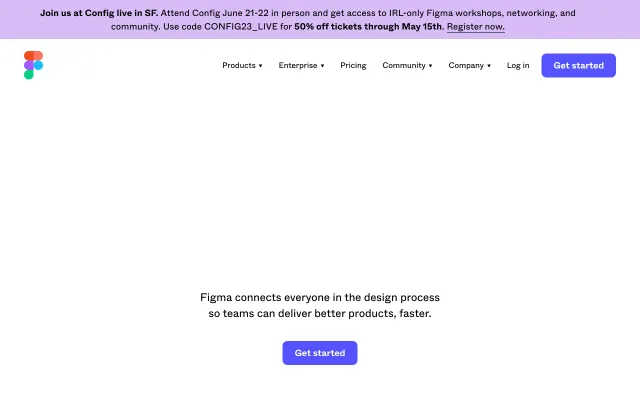 Join us at Config live in SF. Attend Config June 21-22 in person and get access to IRL-only Figma workshops, networking, and
community. Use code CONFIG23_LIVE for 50% off tickets through May 15th. Register now.
Products ▾ Enterprise ▾ Pricing Community ▾ Company ▾ Log in Get started
Figma connects everyone in the design process
so teams can deliver better products, faster.
Get started